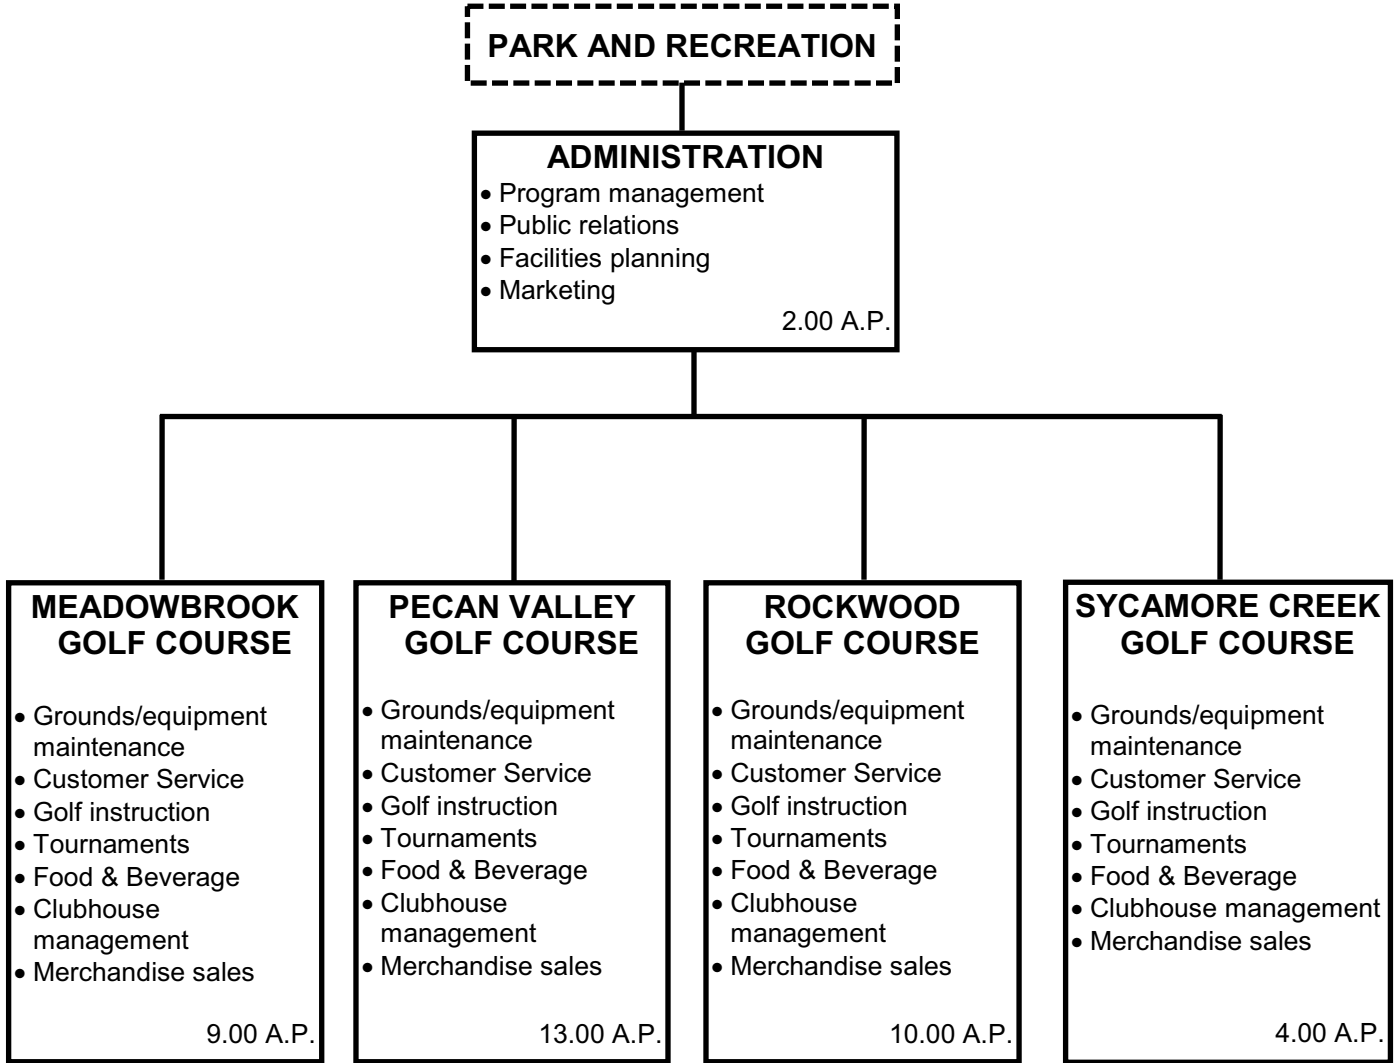 PARK AND RECREATION
ADMINISTRATION
• Program management
• Public relations
• Facilities planning
• Marketing
2.00 A.P.
MEADOWBROOK
GOLF COURSE
• Grounds/equipment
maintenance
• Customer Service
• Golf instruction
• Tournaments
• Food & Beverage
• Clubhouse
management
• Merchandise sales
9.00 A.P.
PECAN VALLEY
GOLF COURSE
• Grounds/equipment
maintenance
• Customer Service
• Golf instruction
• Tournaments
• Food & Beverage
• Clubhouse
management
• Merchandise sales
13.00 A.P.
ROCKWOOD
GOLF COURSE
• Grounds/equipment
maintenance
• Customer Service
• Golf instruction
• Tournaments
• Food & Beverage
• Clubhouse
management
• Merchandise sales
10.00 A.P.
SYCAMORE CREEK
GOLF COURSE
• Grounds/equipment
maintenance
• Customer Service
• Golf instruction
• Tournaments
• Food & Beverage
• Clubhouse management
• Merchandise sales
4.00 A.P.